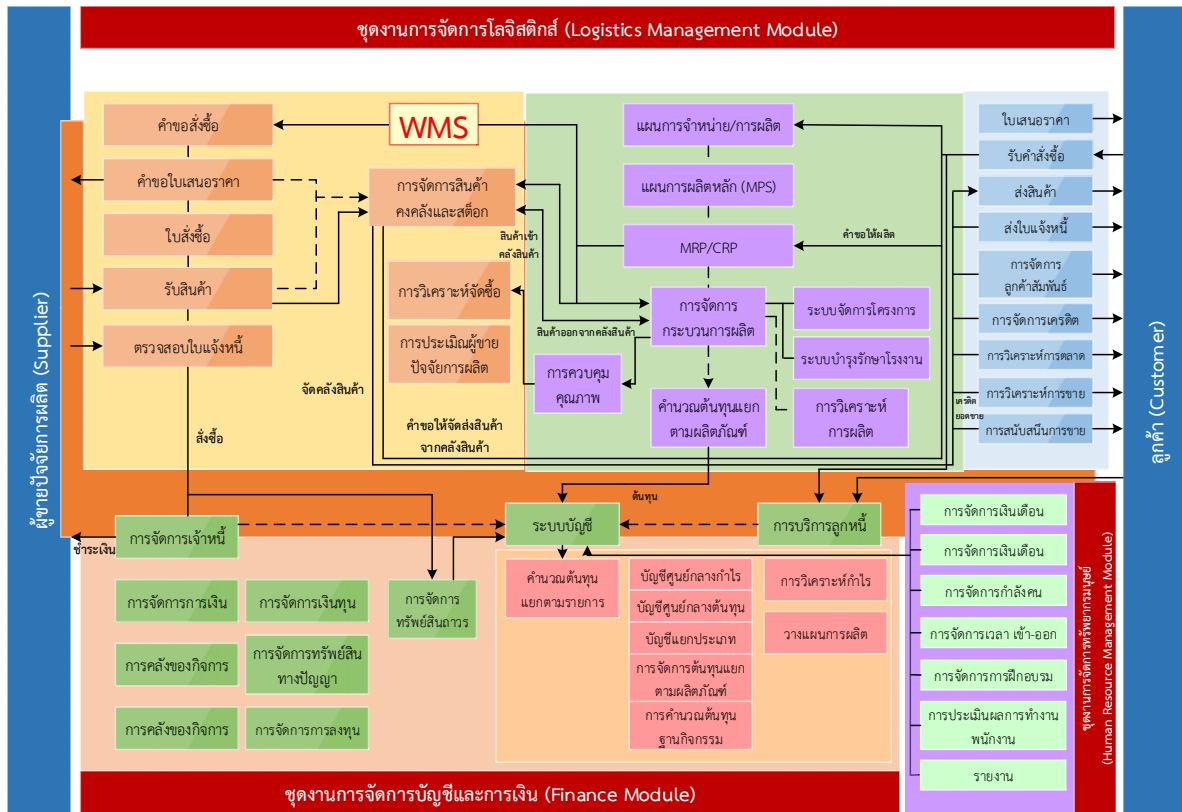 ชุดงานการจัดการโลจิสติกส์ (Logistics Management Module)
ผู้ขายปัจจัยการผลิต (Supplier)
คำขอสั่งซื้อ
คำขอใบเสนอราคา
ใบสั่งซื้อ
รับสินค้า
ตรวจสอบใบแจ้งหนี้
WMS
การจัดการสินค้า
คงคลังและสต็อก
การวิเคราะห์จัดซื้อ
การประเมิณผู้ขาย
ปัจจัยการผลิต
จัดคลังสินค้า
คำขอให้จัดส่งสินค้า
จากคลังสินค้า
สั่งซื้อ
สินค้าเข้า
คลังสินค้า
สินค้าออกจากคลังสินค้า
แผนการจำหน่าย/การผลิต
แผนการผลิตหลัก (MPS)
MRP/CRP
คำขอให้ผลิต
การจัดการ
กระบวนการผลิต
ระบบจัดการโครงการ
ระบบบำรุงรักษาโรงงาน
การควบคุม
คุณภาพ
คำนวณต้นทุนแยก
ตามผลิตภัณฑ์
การวิเคราะห์
การผลิต
ใบเสนอราคา
รับคำสั่งซื้อ
ส่งสินค้า
ส่งใบแจ้งหนี้
การจัดการ
ลูกค้าสัมพันธ์
การจัดการเครดิต
การวิเคราะห์การตลาด
การวิเคราะห์การขาย
การสนับสนุนการขาย
เครดิต
ยอดขาย
ลูกค้า (Customer)
ต้นทุน
ชำระเงิน
การจัดการเจ้าหนี้
ระบบบัญชี
การบริการลูกหนี้
การจัดการการเงิน
การจัดการเงินทุน
การจัดการ
ทรัพย์สินถาวร
การคลังของกิจการ
การจัดการทรัพย์สิน
ทางปัญญา
การคลังของกิจการ
การจัดการการลงทุน
คำนวณต้นทุน
แยกตามรายการ
บัญชีศูนย์กลางกำไร
บัญชีศูนย์กลางต้นทุน
บัญชีแยกประเภท
การจัดการต้นทุนแยก
ตามผลิตภัณฑ์
การคำนวณต้นทุน
ฐานกิจกรรม
การวิเคราะห์กำไร
วางแผนการผลิต
การจัดการเงินเดือน
การจัดการเงินเดือน
การจัดการกำลังคน
การจัดการเวลา เข้า-ออก
การจัดการการฝึกอบรม
การประเมินผลการทำงาน
พนักงาน
รายงาน
ชุดงานการจัดการทรัพยากรมนุษย์
(Human Resource Management Module)
ชุดงานการจัดการบัญชีและการเงิน (Finance Module)